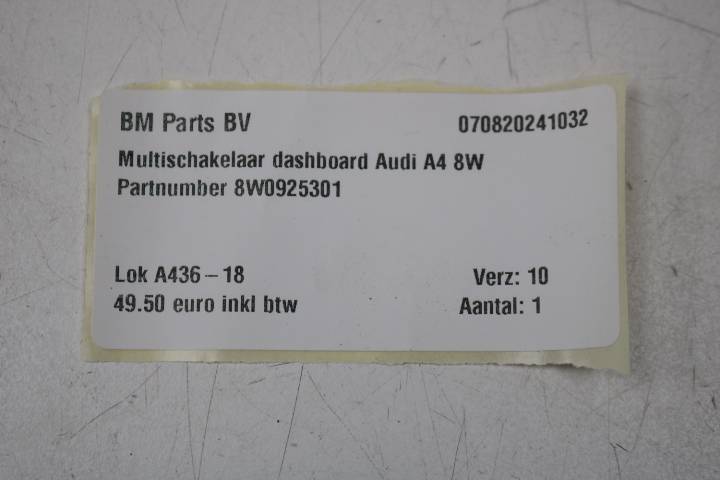 BM Parts BV 070820241032
Multischakelaar dashboard Audi A4 8W
Partnumber 8W0925301
Lok A436 – 18 Verz: 10
49.50 euro inkl btw Aantal: 1